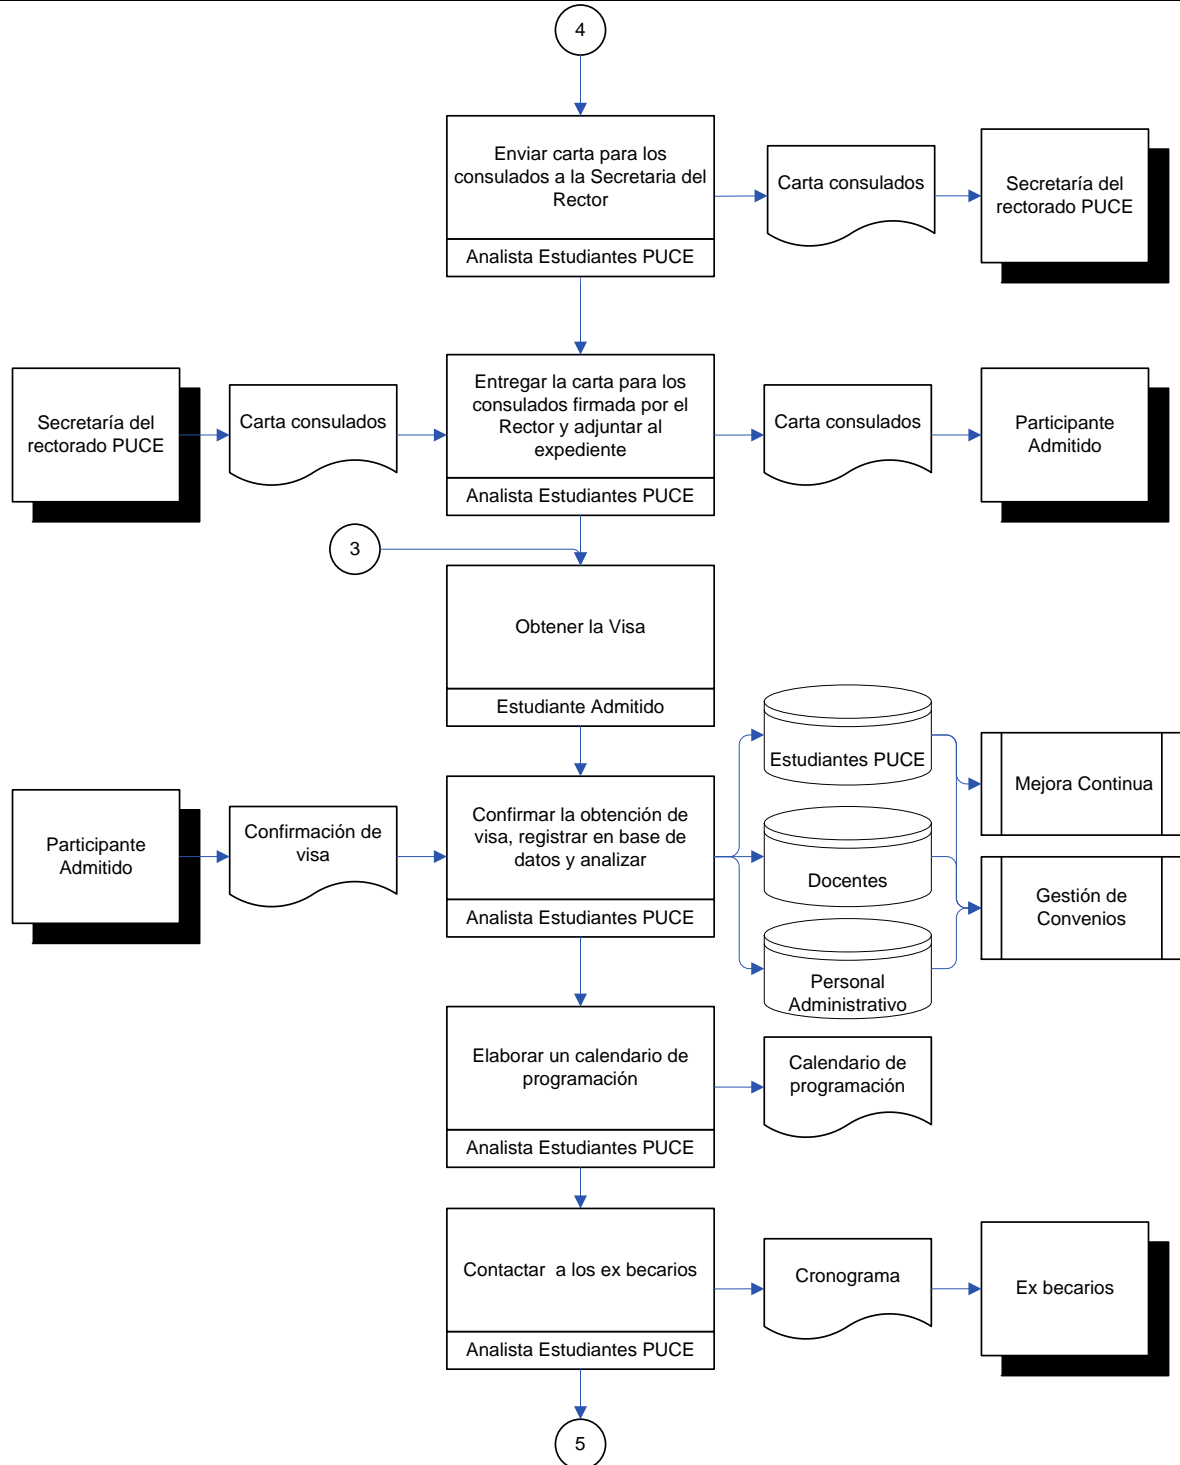 4
Enviar carta para los
consulados a la Secretaria del
Rector
Analista Estudiantes PUCE
Carta consulados
Secretaría del
rectorado PUCE
Secretaría del
rectorado PUCE
Carta consulados
Entregar la carta para los
consulados firmada por el
Rector y adjuntar al
expediente
Analista Estudiantes PUCE
Carta consulados
Participante
Admitido
3
Obtener la Visa
Estudiante Admitido
Participante
Admitido
Confirmación de
visa
Confirmar la obtención de
visa, registrar en base de
datos y analizar
Analista Estudiantes PUCE
Estudiantes PUCE
Docentes
Personal
Administrativo
Mejora Continua
Gestión de
Convenios
Elaborar un calendario de
programación
Analista Estudiantes PUCE
Calendario de
programación
Contactar  a los ex becarios
Analista Estudiantes PUCE
Cronograma
Ex becarios
5